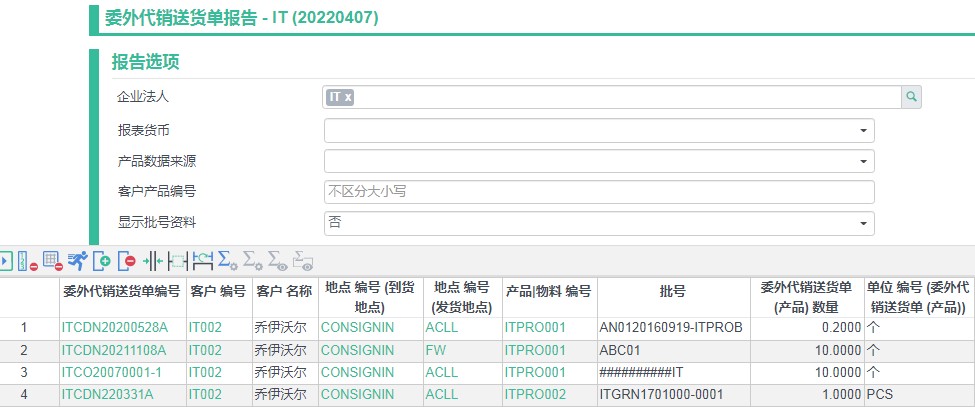 委外代销送货单报告 - IT (20220407)
报告选项
企业法人 IT x
报表货币
产品数据来源
客户产品编号 不区分大小写
显示批号资料 否
委外代销送货单编号 客户 编号 客户 名称 地点 编号 (到货地点) 地点 编号 (发货地点) 产品|物料 编号 批号 委外代销送货单 (产品) 数量 单位 编号 (委外代销送货单 (产品))
1 ITCDN20200528A IT002 乔伊沃尔 CONSIGNIN ACLL ITPRO001 AN0120160919-ITPROB 0.2000 个
2 ITCDN20211108A IT002 乔伊沃尔 CONSIGNIN FW ITPRO001 ABC01 10.0000 个
3 ITCO20070001-1 IT002 乔伊沃尔 CONSIGNIN ACLL ITPRO001 ##########IT 10.0000 个
4 ITCDN220331A IT002 乔伊沃尔 CONSIGNIN ACLL ITPRO002 ITGRN1701000-0001 1.0000 PCS